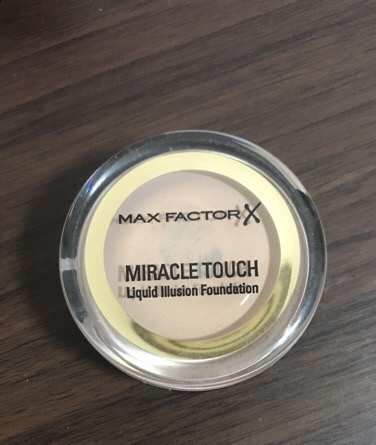 MAX FACTOR X
MIRACLE TOUCH
Liquid Illusion Foundation